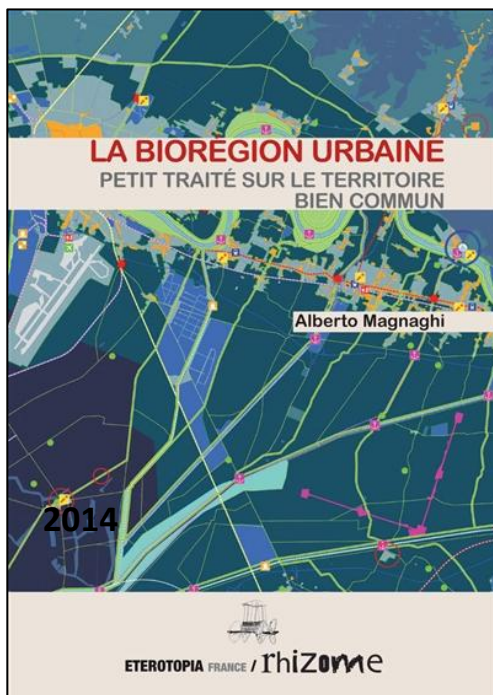 LA BIORÉGION URBAINE
PETIT TRAITÉ SUR LE TERRITOIRE
BIEN COMMUN
Alberto Magnaghi
2014
ETEROTOPIA FRANCE / rhizome